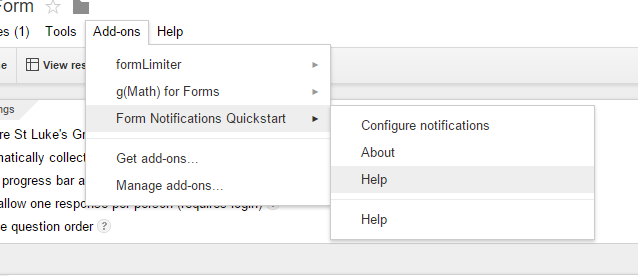 Form
es (1) Tools Add-ons Help
View res
formLimiter
g(Math) for Forms
Form Notifications Quickstart
Get add-ons...
Manage add-ons...
Configure notifications
About
Help
Help
ngs
re St Luke's Gr
matically collect
progress bar a
allow one response per person (requires login) ?
e question order ?